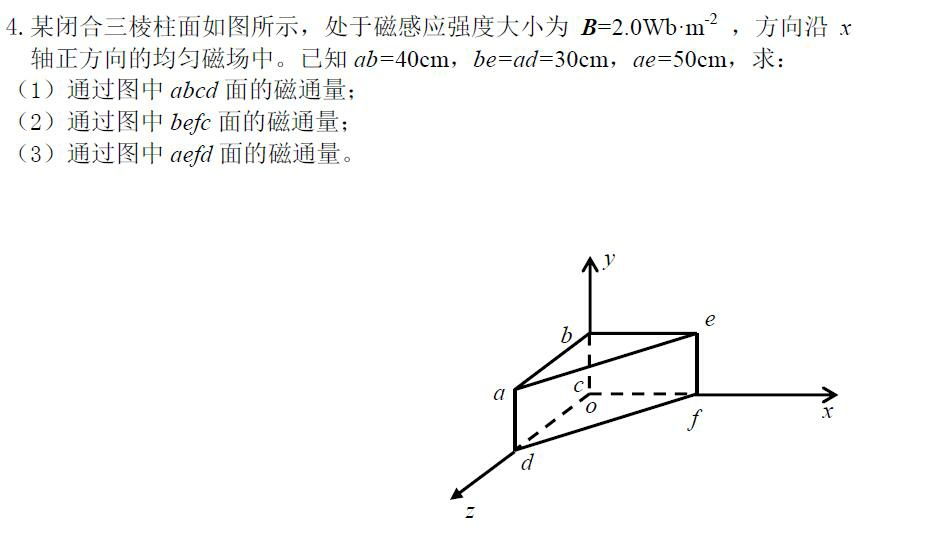 4. 某闭合三棱柱面如图所示，处于磁感应强度大小为 B=2.0Wb·m⁻² ，方向沿 x
轴正方向的均匀磁场中。已知 ab=40cm，be=ad=30cm，ae=50cm，求：
（1）通过图中 abcd 面的磁通量；
（2）通过图中 befc 面的磁通量；
（3）通过图中 aefd 面的磁通量。
y
e
b
a
c
o
x
f
d
z